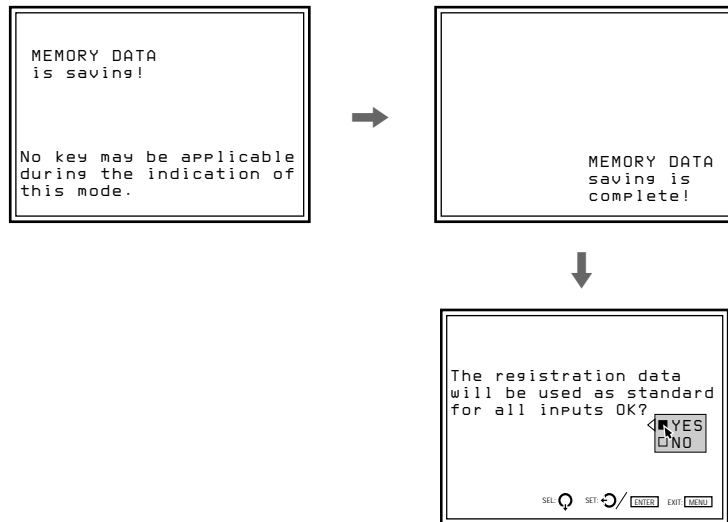 MEMORY DATA
is saving!
No key may be applicable
during the indication of
this mode.
MEMORY DATA
saving is
complete!
The registration data
will be used as standard
for all inputs OK?
YES
NO
SEL: SET: / ENTER EXIT: MENU